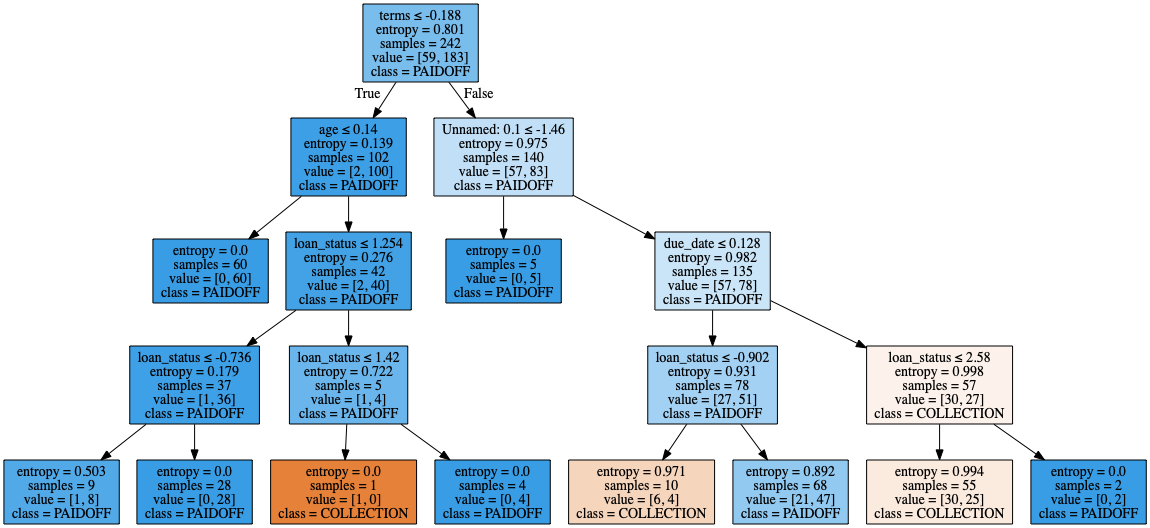 terms ≤ -0.188
entropy = 0.801
samples = 242
value = [59, 183]
class = PAIDOFF
True
False
age ≤ 0.14
entropy = 0.139
samples = 102
value = [2, 100]
class = PAIDOFF
Unnamed: 0.1 ≤ -1.46
entropy = 0.975
samples = 140
value = [57, 83]
class = PAIDOFF
entropy = 0.0
samples = 60
value = [0, 60]
class = PAIDOFF
loan_status ≤ 1.254
entropy = 0.276
samples = 42
value = [2, 40]
class = PAIDOFF
entropy = 0.0
samples = 5
value = [0, 5]
class = PAIDOFF
due_date ≤ 0.128
entropy = 0.982
samples = 135
value = [57, 78]
class = PAIDOFF
loan_status ≤ -0.736
entropy = 0.179
samples = 37
value = [1, 36]
class = PAIDOFF
loan_status ≤ 1.42
entropy = 0.722
samples = 5
value = [1, 4]
class = PAIDOFF
loan_status ≤ -0.902
entropy = 0.931
samples = 78
value = [27, 51]
class = PAIDOFF
loan_status ≤ 2.58
entropy = 0.998
samples = 57
value = [30, 27]
class = COLLECTION
entropy = 0.503
samples = 9
value = [1, 8]
class = PAIDOFF
entropy = 0.0
samples = 28
value = [0, 28]
class = PAIDOFF
entropy = 0.0
samples = 1
value = [1, 0]
class = COLLECTION
entropy = 0.0
samples = 4
value = [0, 4]
class = PAIDOFF
entropy = 0.971
samples = 10
value = [6, 4]
class = COLLECTION
entropy = 0.892
samples = 68
value = [21, 47]
class = PAIDOFF
entropy = 0.994
samples = 55
value = [30, 25]
class = COLLECTION
entropy = 0.0
samples = 2
value = [0, 2]
class = PAIDOFF